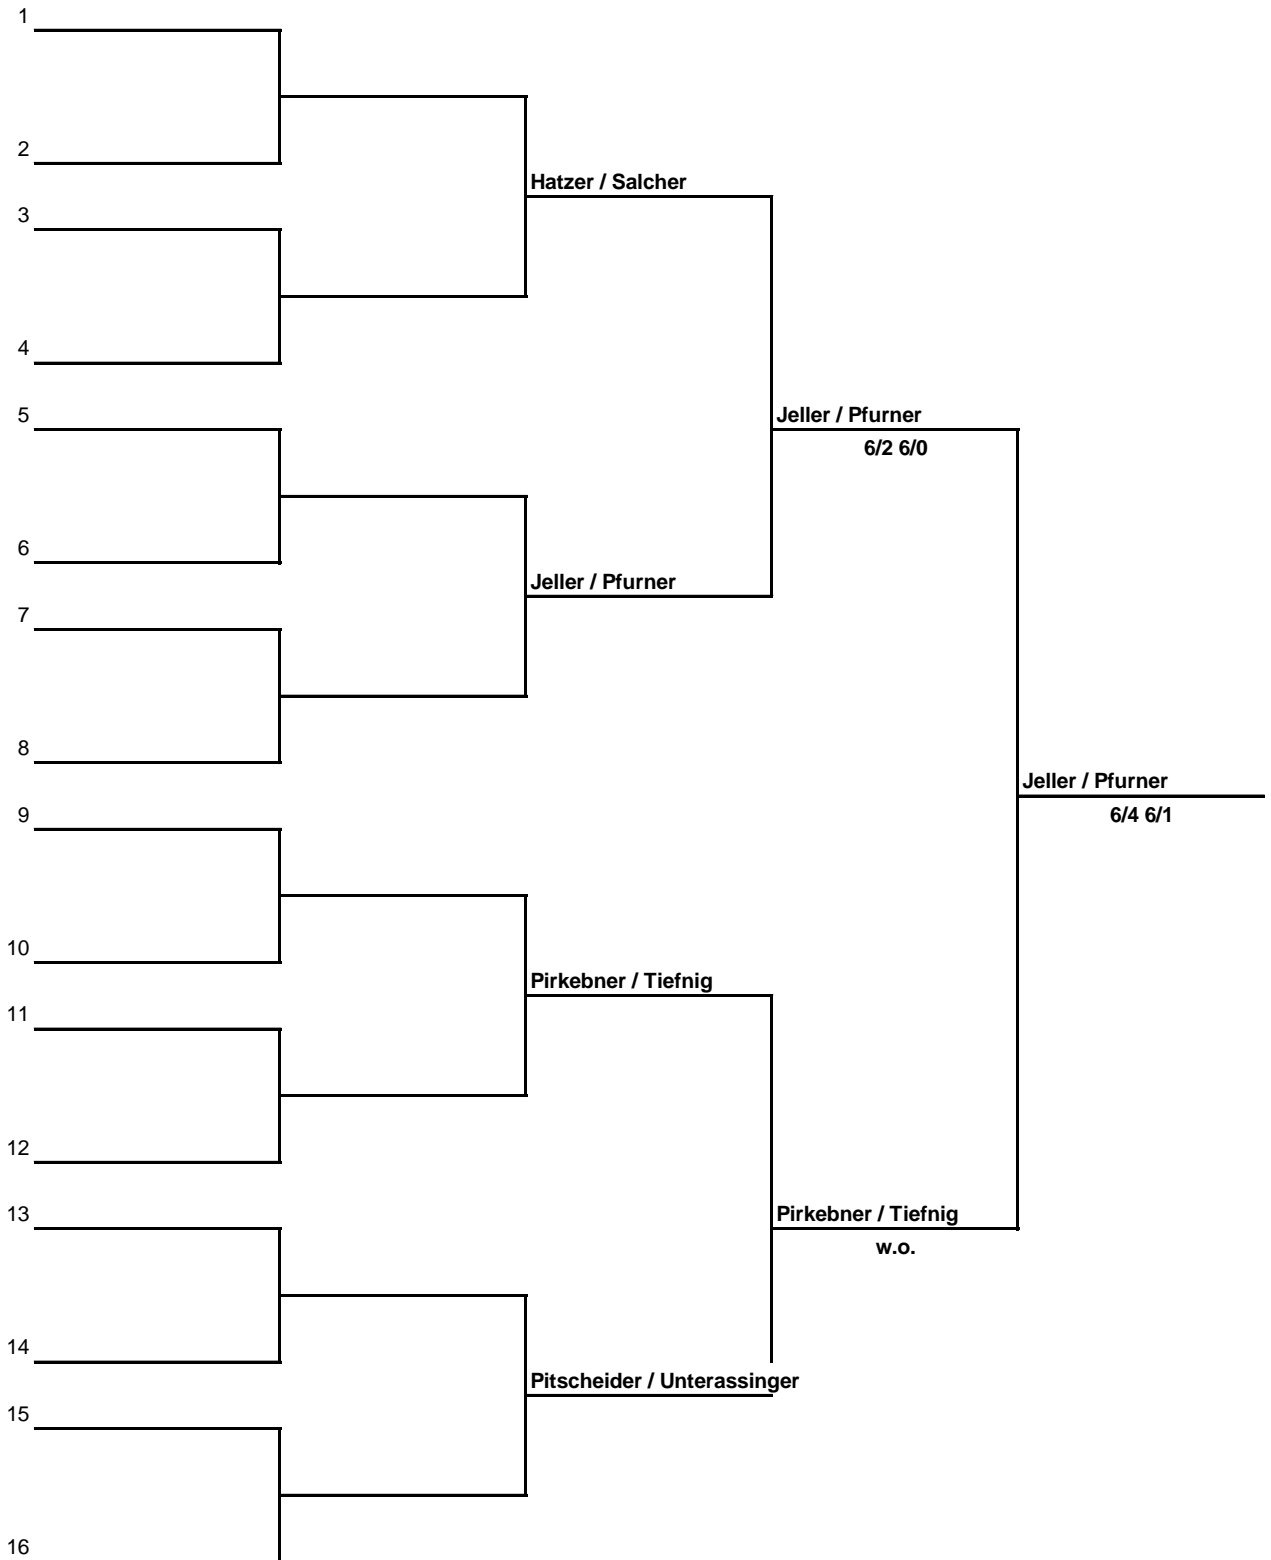 1
2
Hatzer / Salcher
3
4
5
Jeller / Pfurner
6/2 6/0
6
Jeller / Pfurner
7
8
Jeller / Pfurner
6/4 6/1
9
10
Pirkebner / Tiefnig
11
12
13
Pirkebner / Tiefnig
w.o.
14
Pitscheider / Unterassinger
15
16